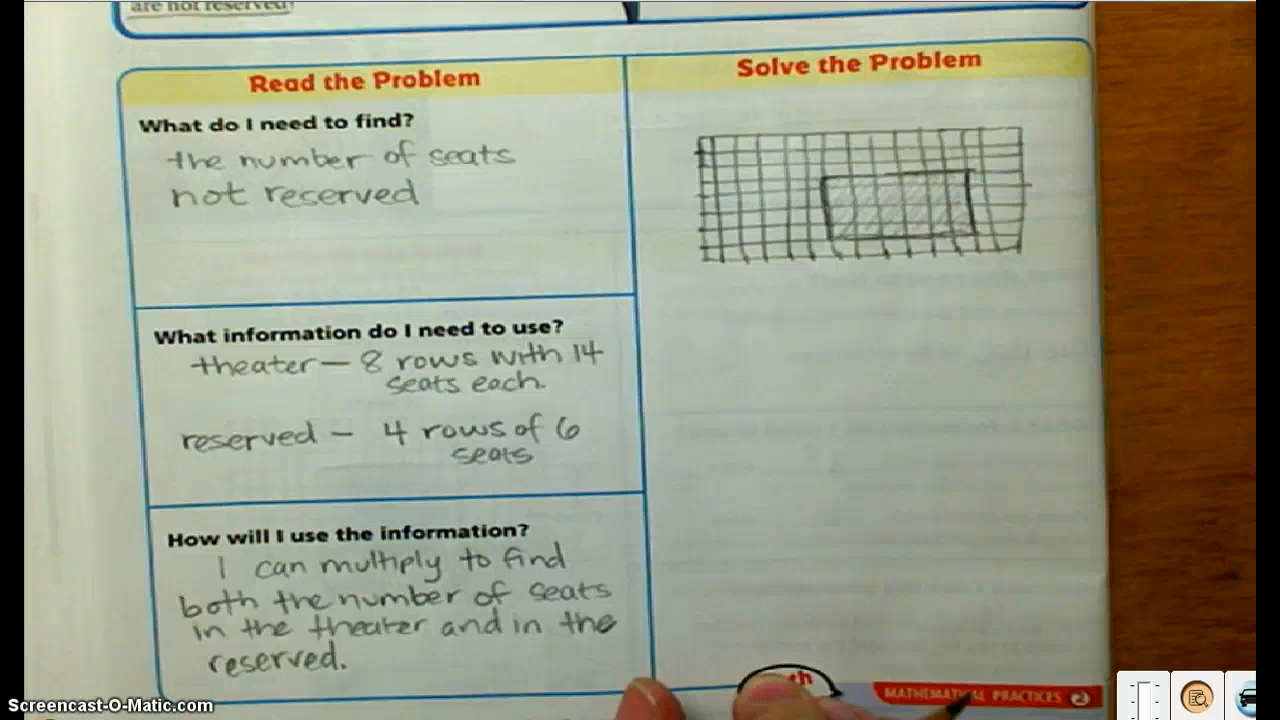 are not reserved?
Read the Problem
What do I need to find?
the number of seats
not reserved
What information do I need to use?
theater — 8 rows with 14
seats each.
reserved — 4 rows of 6
seats
How will I use the information?
I can multiply to find
both the number of seats
in the theater and in the
reserved.
Solve the Problem
MATHEMATICAL PRACTICES
Screencast-O-Matic.com